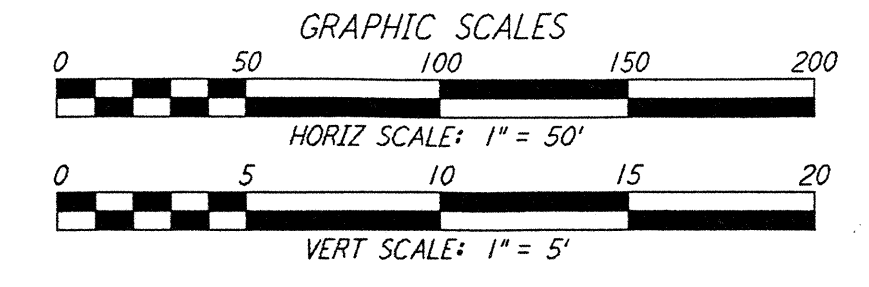 GRAPHIC SCALES
0 50 100 150 200
HORIZ SCALE: 1" = 50'
0 5 10 15 20
VERT SCALE: 1" = 5'